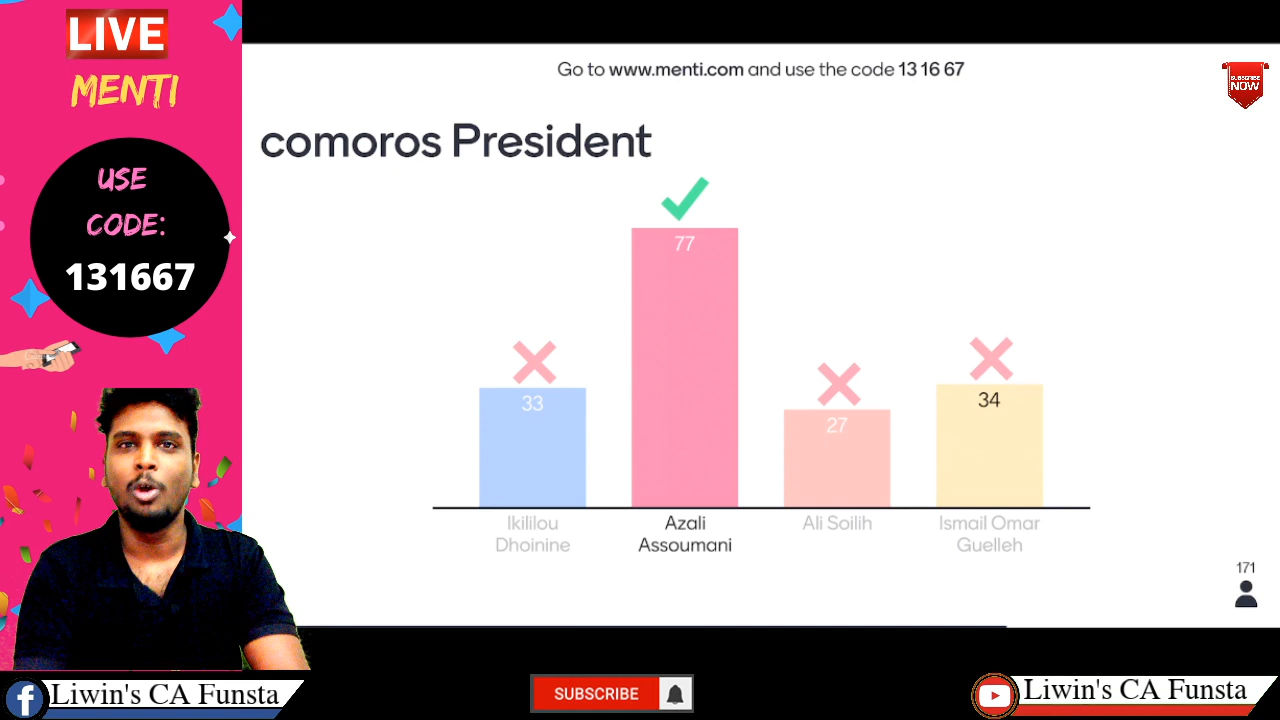 LIVE
MENTI
USE
CODE:
131667
Go to www.menti.com and use the code 13 16 67
SUBSCRIBE
NOW
comoros President
77
33
27
34
Ikililou
Dhoinine
Azali
Assoumani
Ali Soilih
Ismail Omar
Guelleh
171
Liwin's CA Funsta
SUBSCRIBE
Liwin's CA Funsta